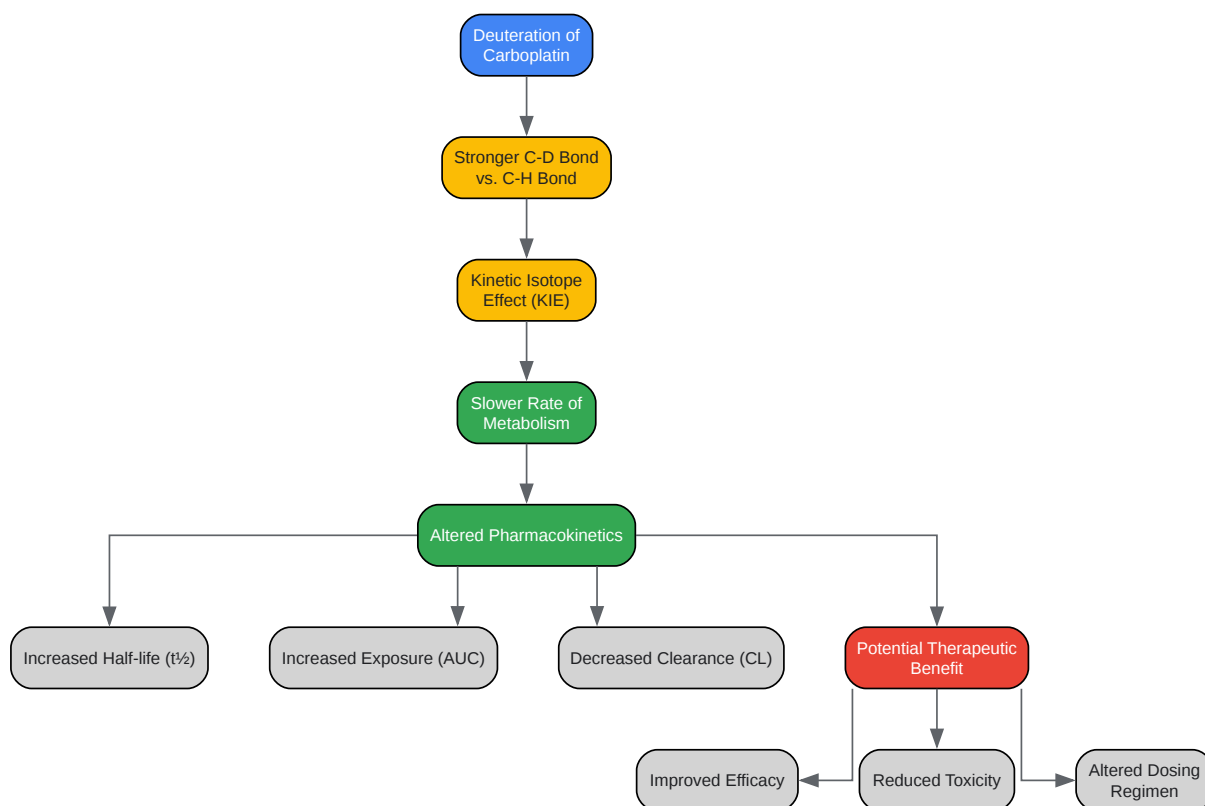 Deuteration of
Carboplatin
Stronger C-D Bond
vs. C-H Bond
Kinetic Isotope
Effect (KIE)
Slower Rate of
Metabolism
Altered Pharmacokinetics
Increased Half-life (t½)
Increased Exposure (AUC)
Decreased Clearance (CL)
Potential Therapeutic
Benefit
Improved Efficacy
Reduced Toxicity
Altered Dosing
Regimen